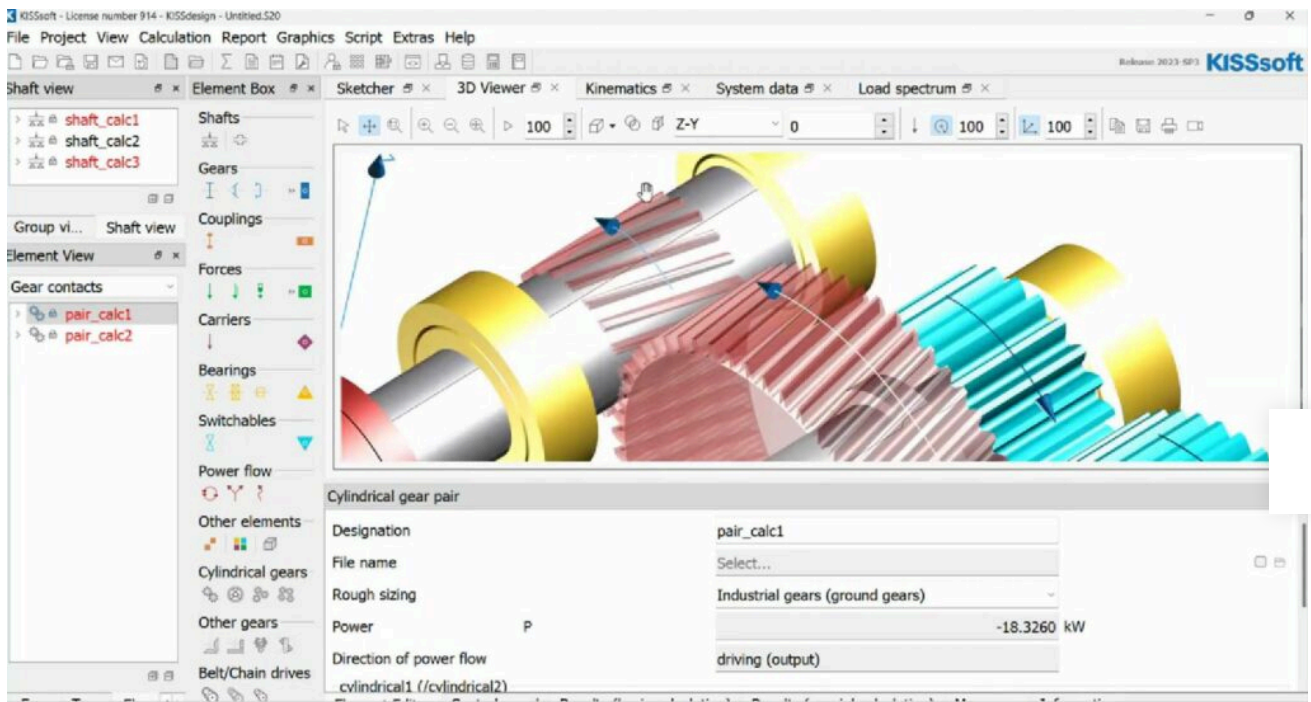 KISSsoft - License number 914 - KISSdesign - Untitled.S20
File Project View Calculation Report Graphics Script Extras Help
Release 2023-SP3 KISSsoft
Shaft view
Element Box
Sketcher
3D Viewer
Kinematics
System data
Load spectrum
shaft_calc1
shaft_calc2
shaft_calc3
Group vi... Shaft view
Element View
Gear contacts
pair_calc1
pair_calc2
Shafts
Gears
Couplings
Forces
Carriers
Bearings
Switchables
Power flow
Other elements
Cylindrical gears
Other gears
Belt/Chain drives
100 Z-Y 0 100 100
Cylindrical gear pair
Designation pair_calc1
File name Select...
Rough sizing Industrial gears (ground gears)
Power P -18.3260 kW
Direction of power flow driving (output)
cylindrical1 (/cylindrical2)